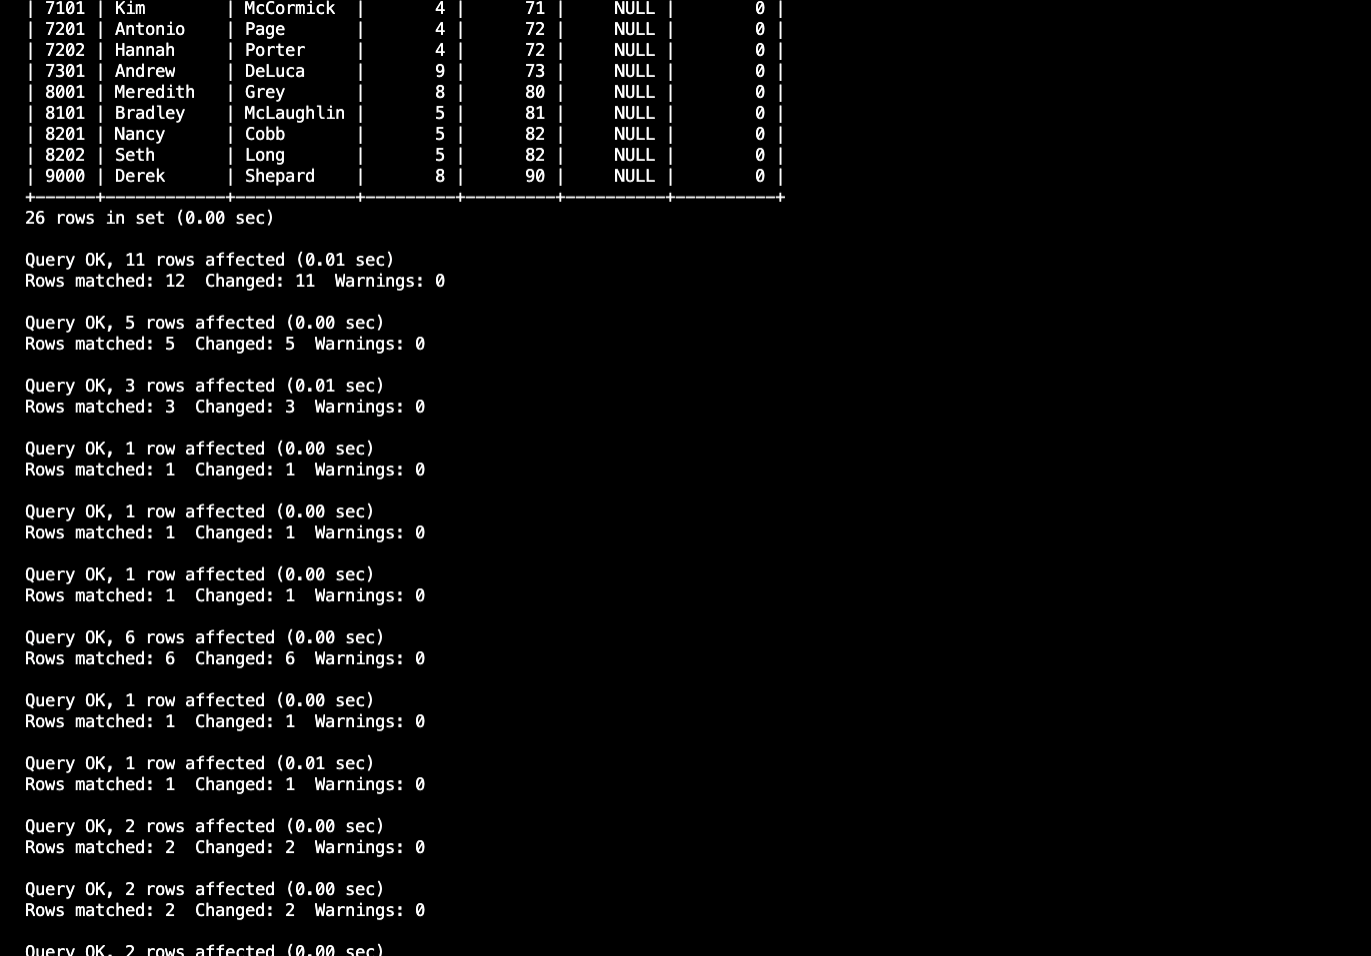 | 7101 | Kim        | McCormick  |       4 |      71 |     NULL |        0 |
| 7201 | Antonio    | Page       |       4 |      72 |     NULL |        0 |
| 7202 | Hannah     | Porter     |       4 |      72 |     NULL |        0 |
| 7301 | Andrew     | DeLuca     |       9 |      73 |     NULL |        0 |
| 8001 | Meredith   | Grey       |       8 |      80 |     NULL |        0 |
| 8101 | Bradley    | McLaughlin |       5 |      81 |     NULL |        0 |
| 8201 | Nancy      | Cobb       |       5 |      82 |     NULL |        0 |
| 8202 | Seth       | Long       |       5 |      82 |     NULL |        0 |
| 9000 | Derek      | Shepard    |       8 |      90 |     NULL |        0 |
+------+------------+------------+---------+---------+----------+----------+
26 rows in set (0.00 sec)

Query OK, 11 rows affected (0.01 sec)
Rows matched: 12  Changed: 11  Warnings: 0

Query OK, 5 rows affected (0.00 sec)
Rows matched: 5  Changed: 5  Warnings: 0

Query OK, 3 rows affected (0.01 sec)
Rows matched: 3  Changed: 3  Warnings: 0

Query OK, 1 row affected (0.00 sec)
Rows matched: 1  Changed: 1  Warnings: 0

Query OK, 1 row affected (0.00 sec)
Rows matched: 1  Changed: 1  Warnings: 0

Query OK, 1 row affected (0.00 sec)
Rows matched: 1  Changed: 1  Warnings: 0

Query OK, 6 rows affected (0.00 sec)
Rows matched: 6  Changed: 6  Warnings: 0

Query OK, 1 row affected (0.00 sec)
Rows matched: 1  Changed: 1  Warnings: 0

Query OK, 1 row affected (0.01 sec)
Rows matched: 1  Changed: 1  Warnings: 0

Query OK, 2 rows affected (0.00 sec)
Rows matched: 2  Changed: 2  Warnings: 0

Query OK, 2 rows affected (0.00 sec)
Rows matched: 2  Changed: 2  Warnings: 0

Query OK, 2 rows affected (0.00 sec)